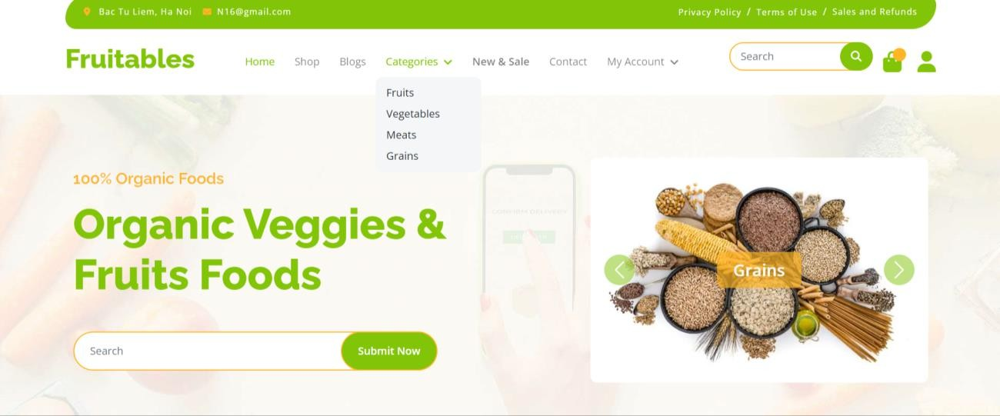 Bac Tu Liem, Ha Noi N16@gmail.com Privacy Policy / Terms of Use / Sales and Refunds
Fruitables Home Shop Blogs Categories New & Sale Contact My Account Search
Fruits
Vegetables
Meats
Grains
100% Organic Foods
Organic Veggies &
Fruits Foods
CONFIRM DELIVERY
Grains
Search Submit Now